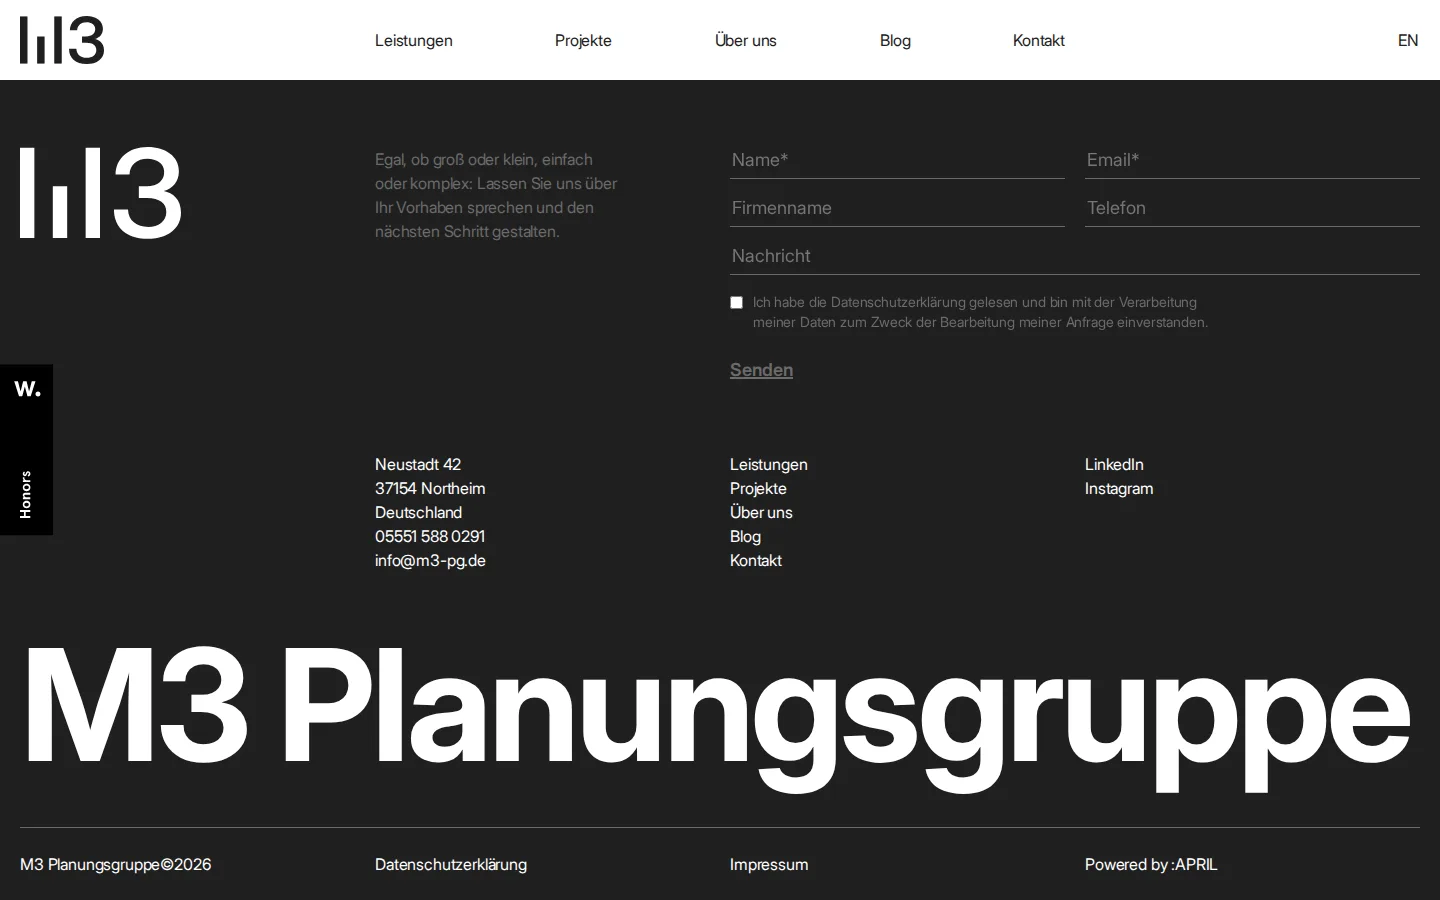 Leistungen
Projekte
Über uns
Blog
Kontakt
EN
Egal, ob groß oder klein, einfach
oder komplex: Lassen Sie uns über
Ihr Vorhaben sprechen und den
nächsten Schritt gestalten.
Name*
Email*
Firmenname
Telefon
Nachricht
Ich habe die Datenschutzerklärung gelesen und bin mit der Verarbeitung
meiner Daten zum Zweck der Bearbeitung meiner Anfrage einverstanden.
Senden
W.
Honors
Neustadt 42
37154 Northeim
Deutschland
05551 588 0291
info@m3-pg.de
Leistungen
Projekte
Über uns
Blog
Kontakt
LinkedIn
Instagram
M3 Planungsgruppe
M3 Planungsgruppe©2026
Datenschutzerklärung
Impressum
Powered by :APRIL